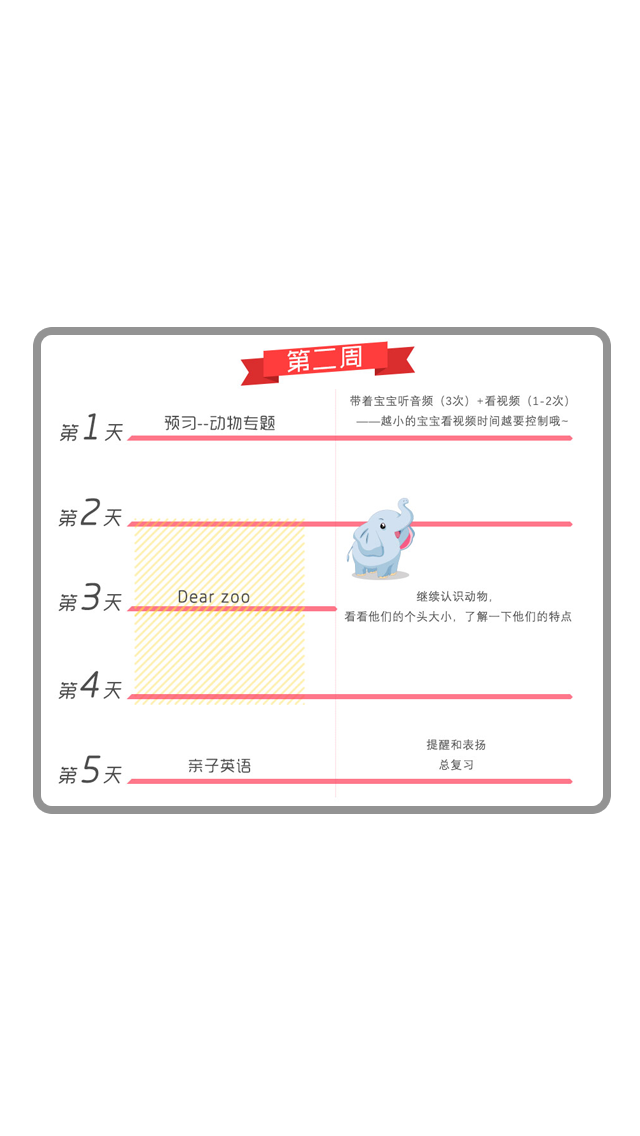 第二周
带着宝宝听音频（3次）+看视频（1-2次）
——越小的宝宝看视频时间越要控制哦~
第1天
预习--动物专题
第2天
第3天
Dear zoo
继续认识动物，
看看他们的个头大小，了解一下他们的特点
第4天
第5天
亲子英语
提醒和表扬
总复习